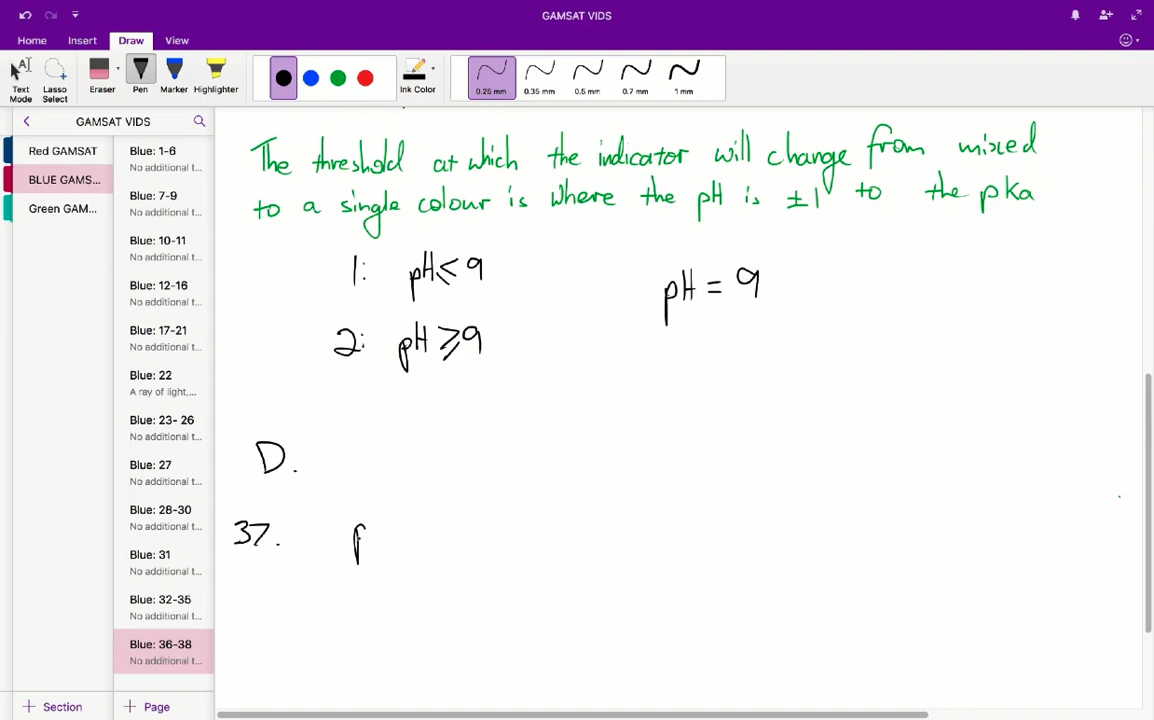 GAMSAT VIDS
Home Insert Draw View
Text Mode
Lasso Select
Eraser
Pen
Marker
Highlighter
Ink Color
0.25 mm 0.35 mm 0.5 mm 0.7 mm 1 mm
GAMSAT VIDS
Red GAMSAT
BLUE GAMS...
Green GAM...
Blue: 1-6
No additional t...
Blue: 7-9
No additional t...
Blue: 10-11
No additional t...
Blue: 12-16
No additional t...
Blue: 17-21
No additional t...
Blue: 22
A ray of light,...
Blue: 23- 26
No additional t...
Blue: 27
No additional t...
Blue: 28-30
No additional t...
Blue: 31
No additional t...
Blue: 32-35
No additional t...
Blue: 36-38
No additional t...
+ Section
+ Page
The threshold at which the indicator will change from mixed
to a single colour is where the pH is ±1 to the pka
1: pH ≤ 9
pH = 9
2: pH ≥ 9
D.
37. p